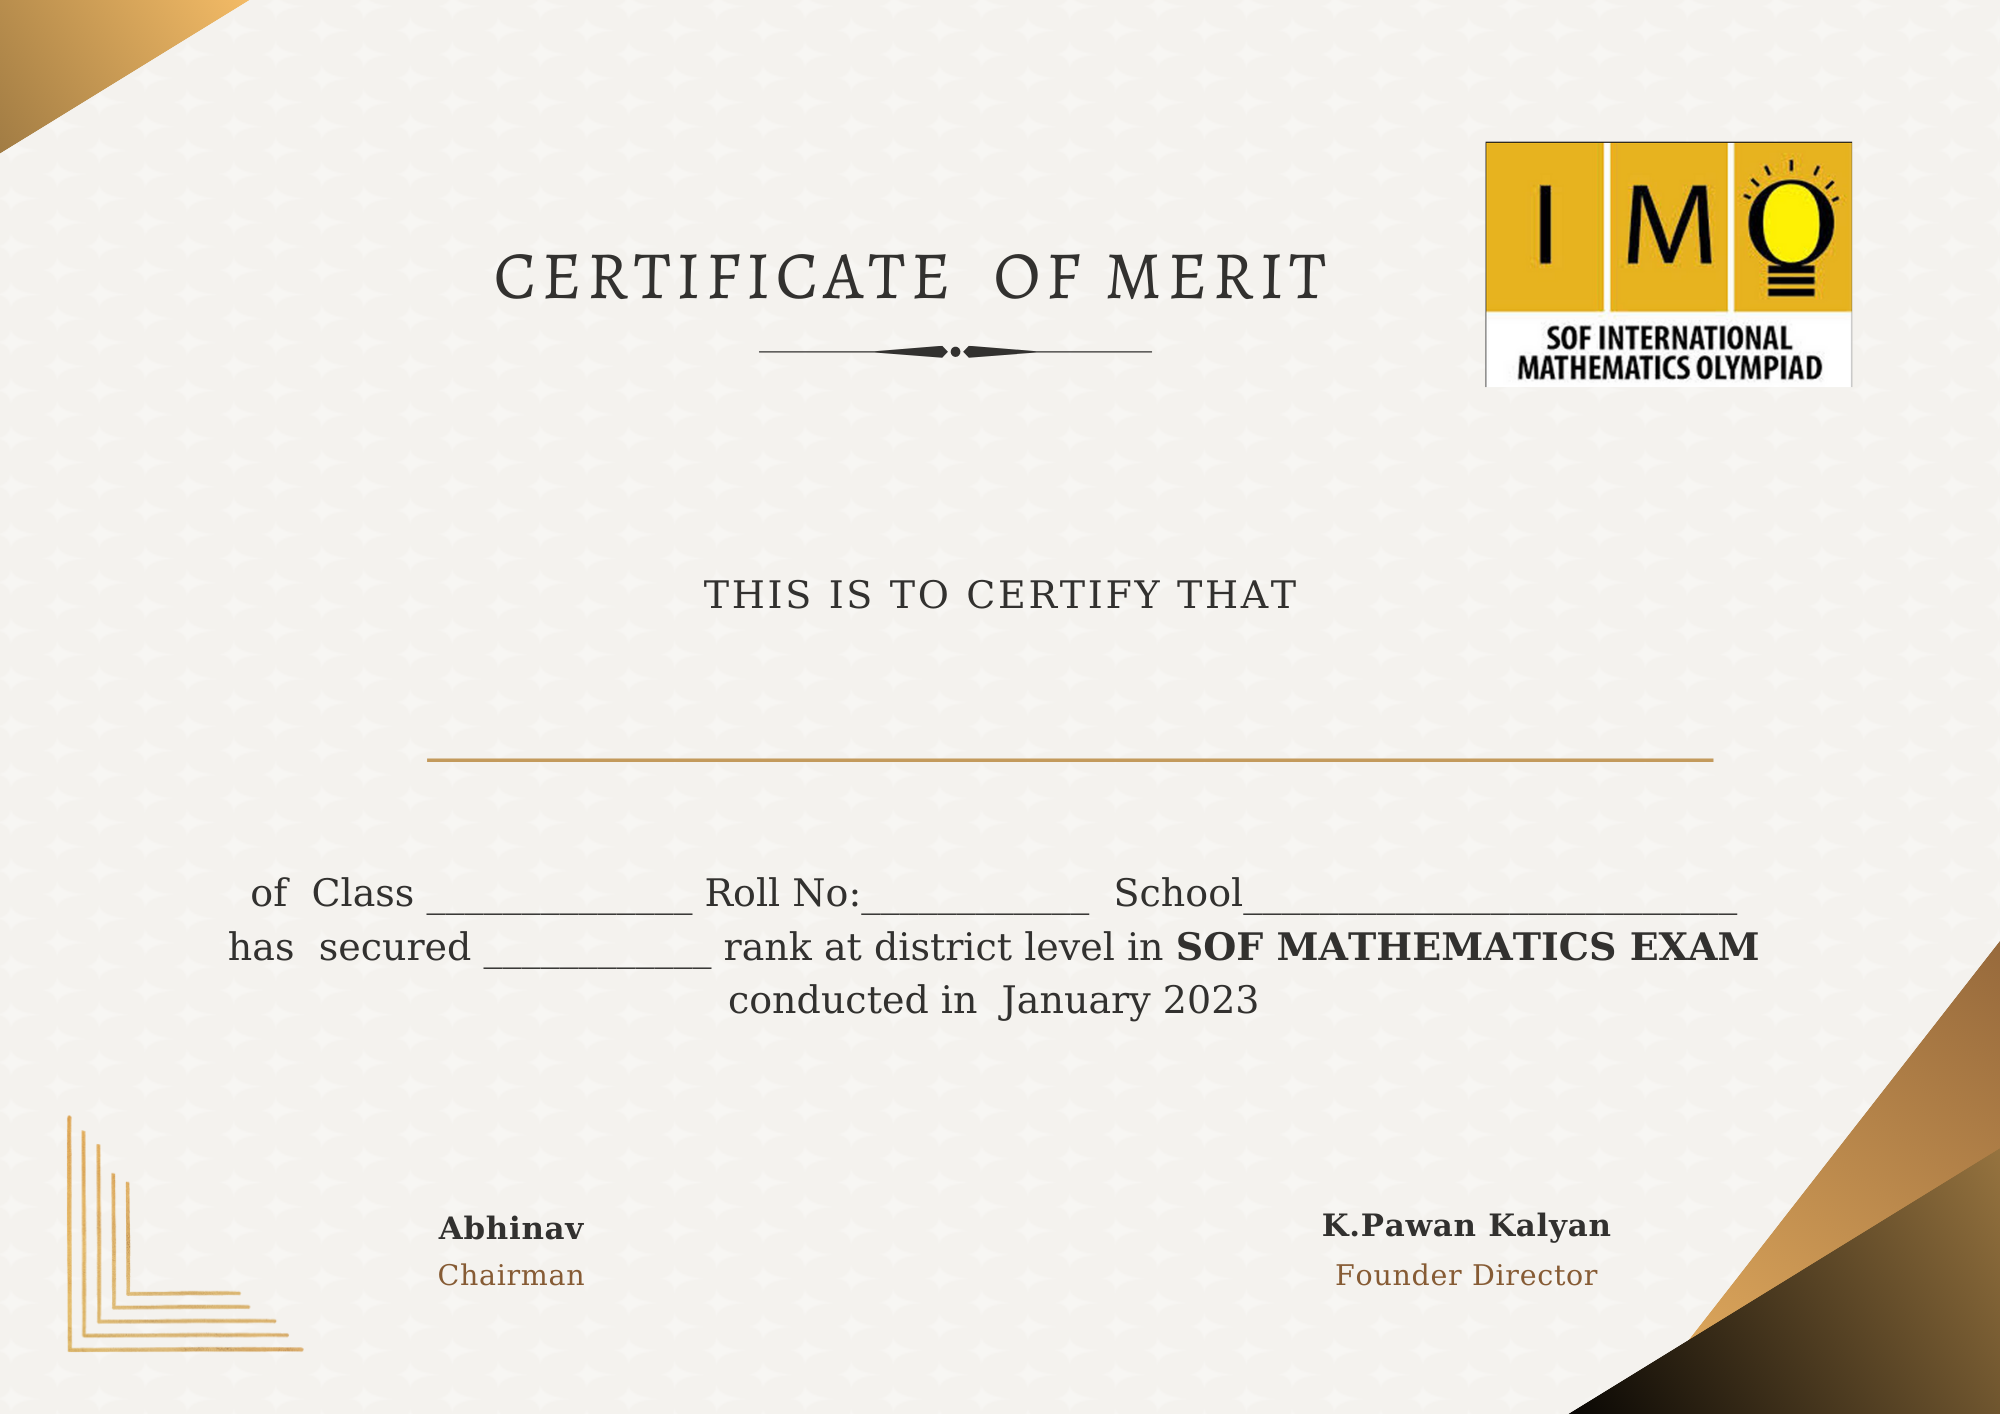 CERTIFICATE OF MERIT
IMO
SOF INTERNATIONAL
MATHEMATICS OLYMPIAD
THIS IS TO CERTIFY THAT
of Class ______________ Roll No:____________ School__________________________
has secured ____________ rank at district level in SOF MATHEMATICS EXAM
conducted in January 2023
Abhinav
Chairman
K.Pawan Kalyan
Founder Director